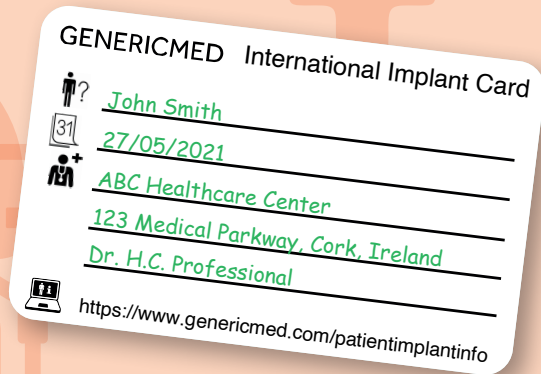 GENERICMED International Implant Card
?
John Smith
31
27/05/2021
ABC Healthcare Center
123 Medical Parkway, Cork, Ireland
Dr. H.C. Professional
https://www.genericmed.com/patientimplantinfo